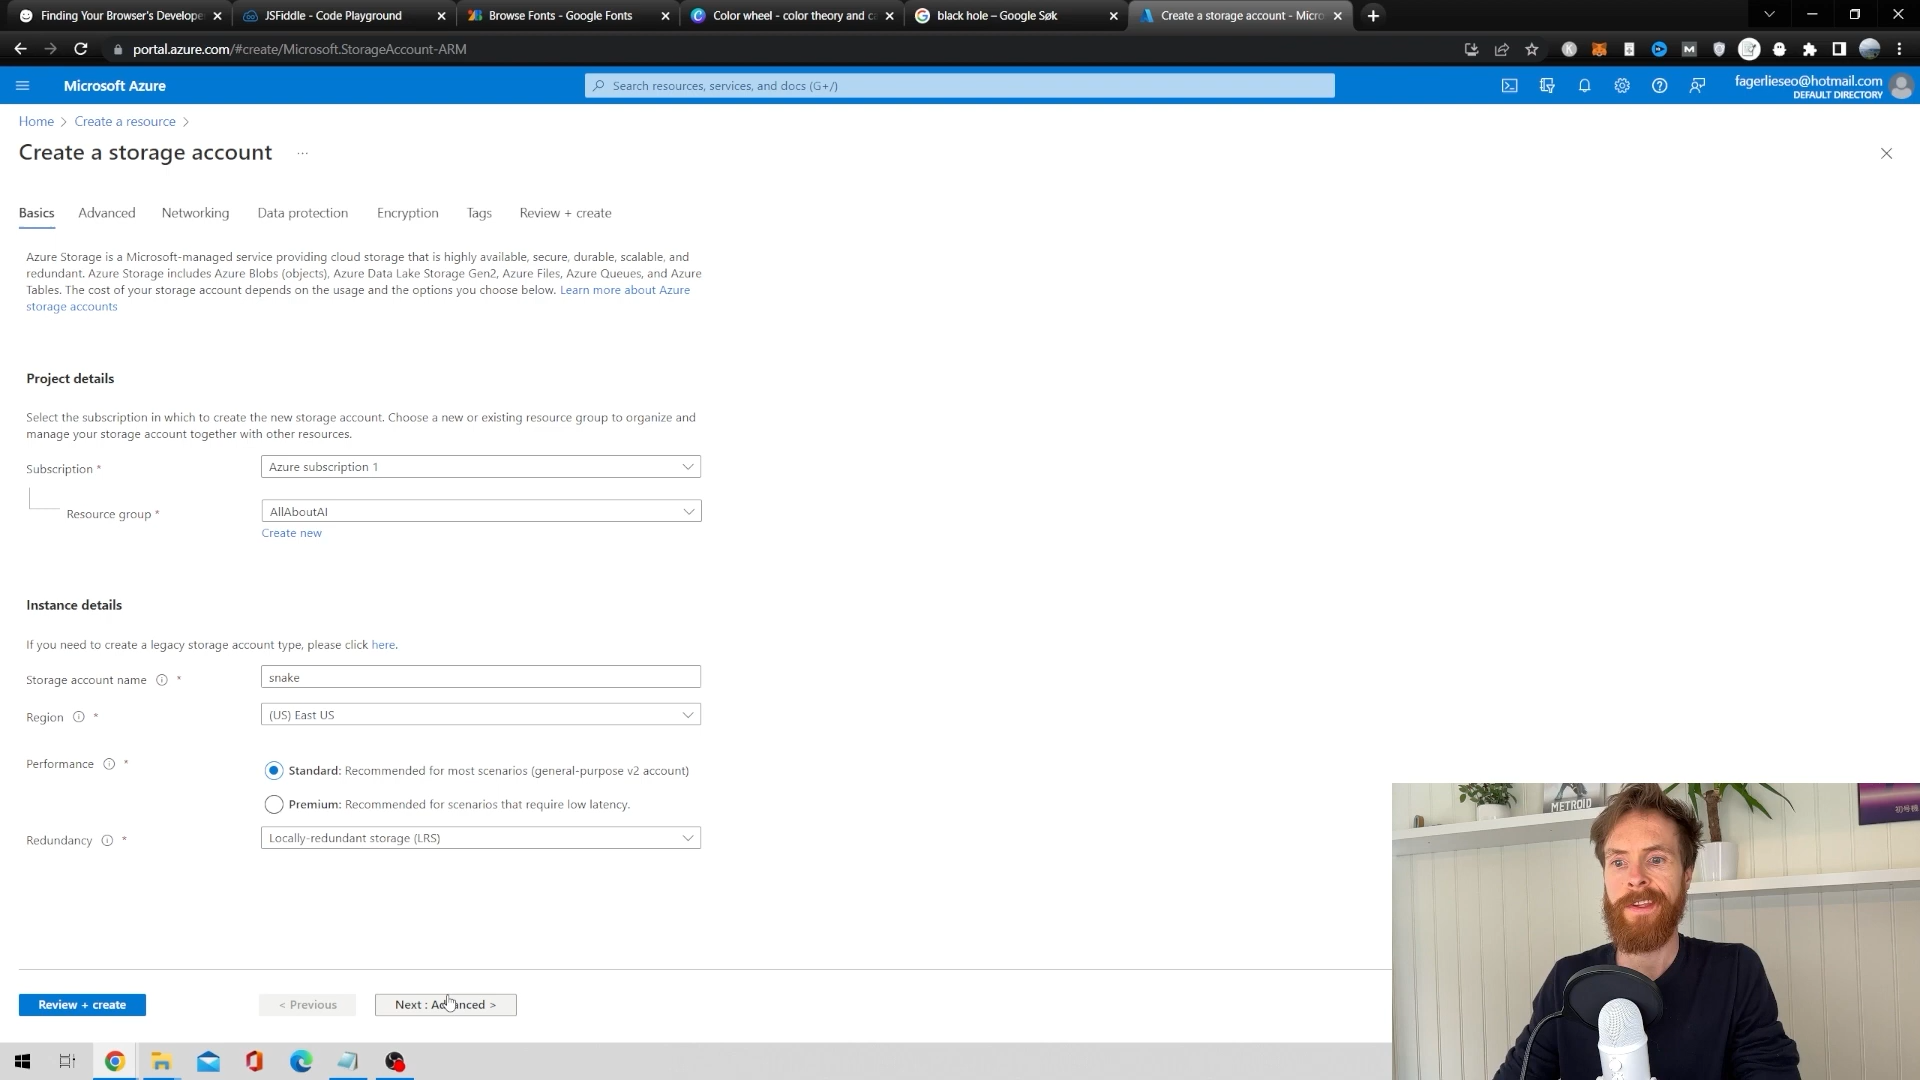 Finding Your Browser's Develope
JSFiddle - Code Playground
Browse Fonts - Google Fonts
Color wheel - color theory and ca
black hole – Google Søk
Create a storage account - Micro
portal.azure.com/#create/Microsoft.StorageAccount-ARM
Microsoft Azure
Search resources, services, and docs (G+/)
fagerlieseo@hotmail.com
DEFAULT DIRECTORY
Home > Create a resource >
Create a storage account ...
Basics
Advanced
Networking
Data protection
Encryption
Tags
Review + create
Azure Storage is a Microsoft-managed service providing cloud storage that is highly available, secure, durable, scalable, and
redundant. Azure Storage includes Azure Blobs (objects), Azure Data Lake Storage Gen2, Azure Files, Azure Queues, and Azure
Tables. The cost of your storage account depends on the usage and the options you choose below. Learn more about Azure
storage accounts
Project details
Select the subscription in which to create the new storage account. Choose a new or existing resource group to organize and
manage your storage account together with other resources.
Subscription *
Azure subscription 1
Resource group *
AllAboutAI
Create new
Instance details
If you need to create a legacy storage account type, please click here.
Storage account name *
snake
Region *
(US) East US
Performance *
Standard: Recommended for most scenarios (general-purpose v2 account)
Premium: Recommended for scenarios that require low latency.
Redundancy *
Locally-redundant storage (LRS)
METROID
初号機
Review + create
< Previous
Next : Advanced >